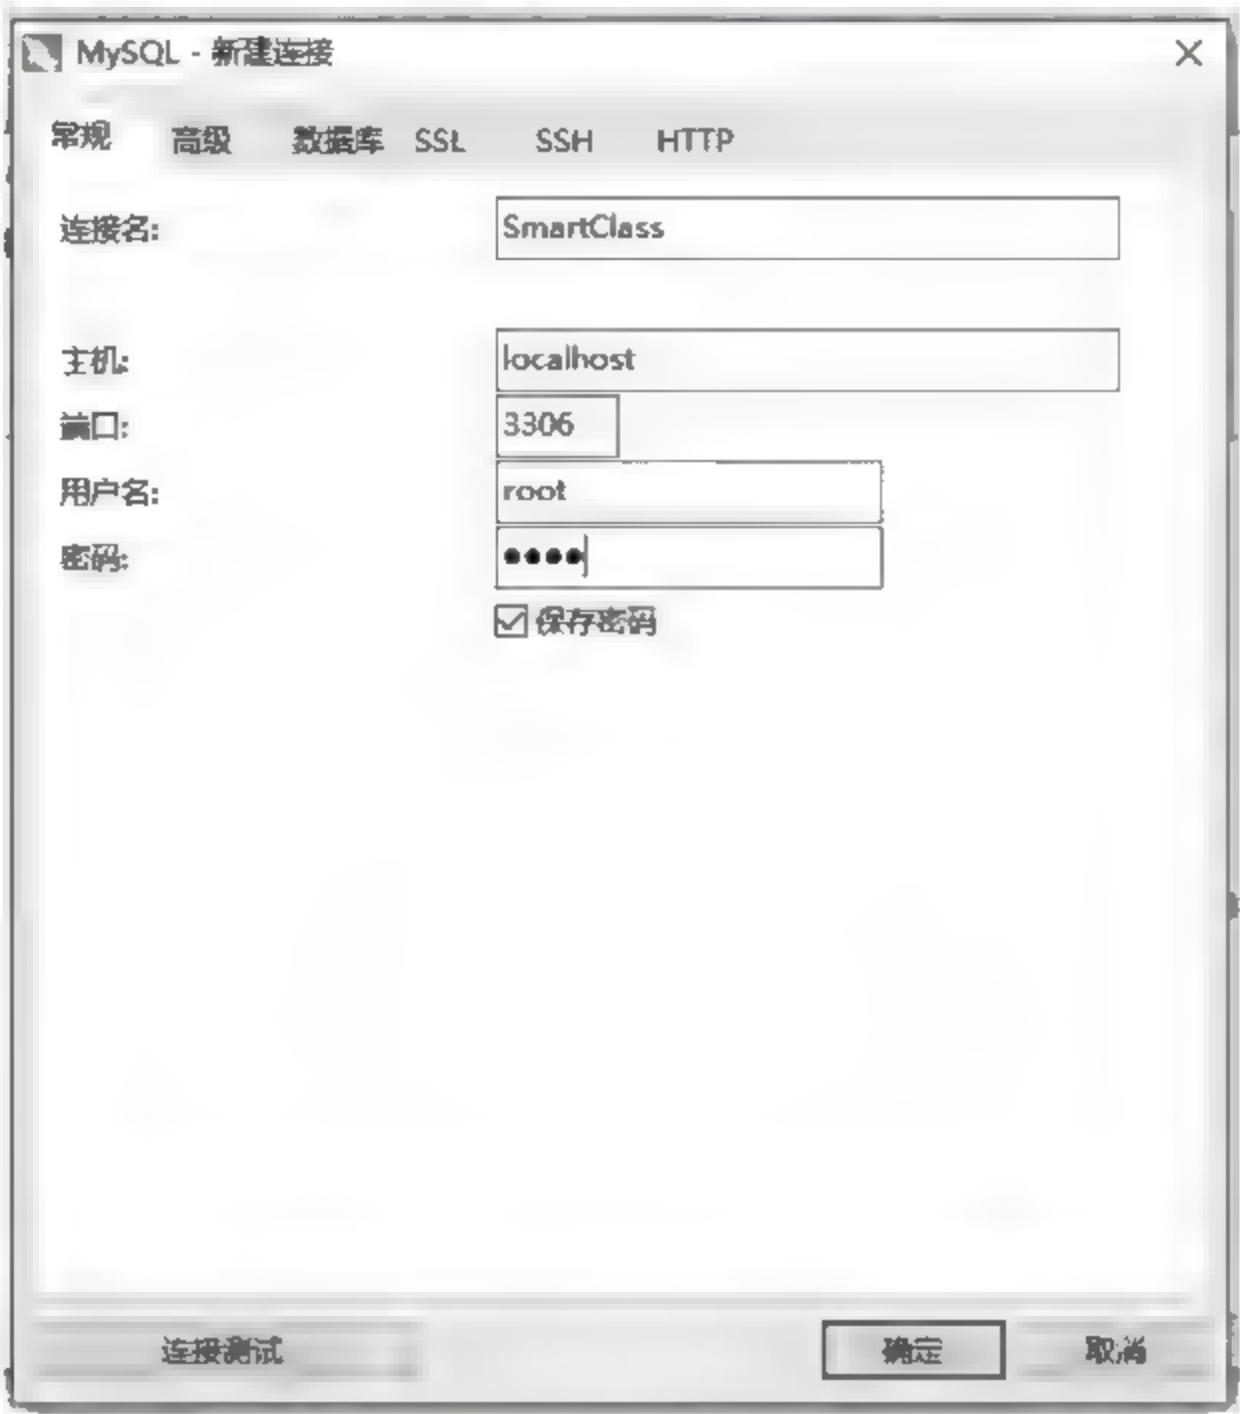 MySQL - 新建连接
常规 高级 数据库 SSL SSH HTTP
连接名: SmartClass
主机: localhost
端口: 3306
用户名: root
密码: ●●●●
保存密码
连接测试 确定 取消